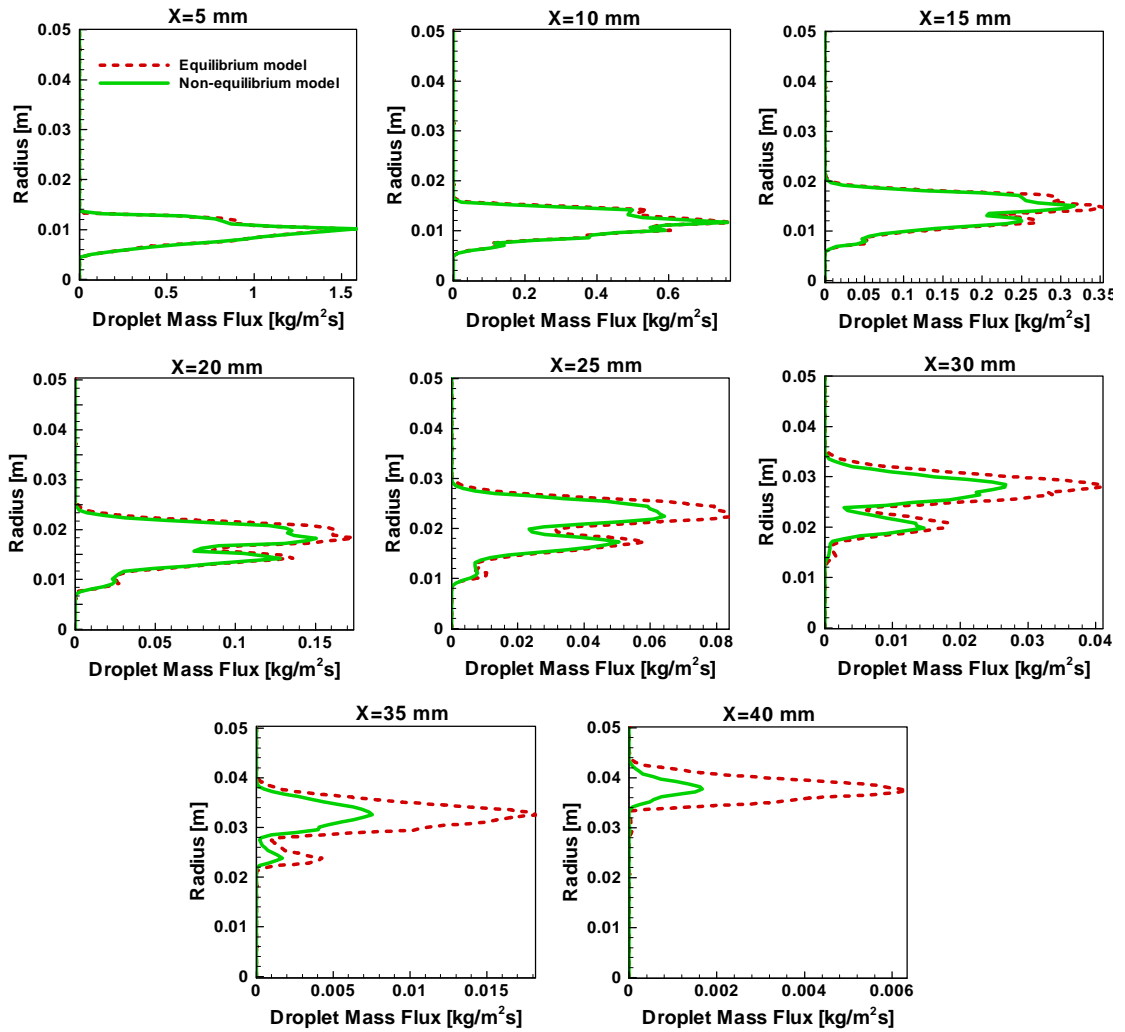 X=5 mm
0.05
0.04
0.03
0.02
0.01
0
Radius [m]
Equilibrium model
Non-equilibrium model
0 0.5 1 1.5
Droplet Mass Flux [kg/m²s]
X=10 mm
0.05
0.04
0.03
0.02
0.01
0
Radius [m]
0 0.2 0.4 0.6
Droplet Mass Flux [kg/m²s]
X=15 mm
0.05
0.04
0.03
0.02
0.01
0
Radius [m]
0 0.05 0.1 0.15 0.2 0.25 0.3 0.35
Droplet Mass Flux [kg/m²s]
X=20 mm
0.05
0.04
0.03
0.02
0.01
0
Radius [m]
0 0.05 0.1 0.15
Droplet Mass Flux [kg/m²s]
X=25 mm
0.05
0.04
0.03
0.02
0.01
0
Radius [m]
0 0.02 0.04 0.06 0.08
Droplet Mass Flux [kg/m²s]
X=30 mm
0.05
0.04
0.03
0.02
0.01
0
Rdius [m]
0 0.01 0.02 0.03 0.04
Droplet Mass Flux [kg/m²s]
X=35 mm
0.05
0.04
0.03
0.02
0.01
0
Radius [m]
0 0.005 0.01 0.015
Droplet Mass Flux [kg/m²s]
X=40 mm
0.05
0.04
0.03
0.02
0.01
0
Radius [m]
0 0.002 0.004 0.006
Droplet Mass Flux [kg/m²s]